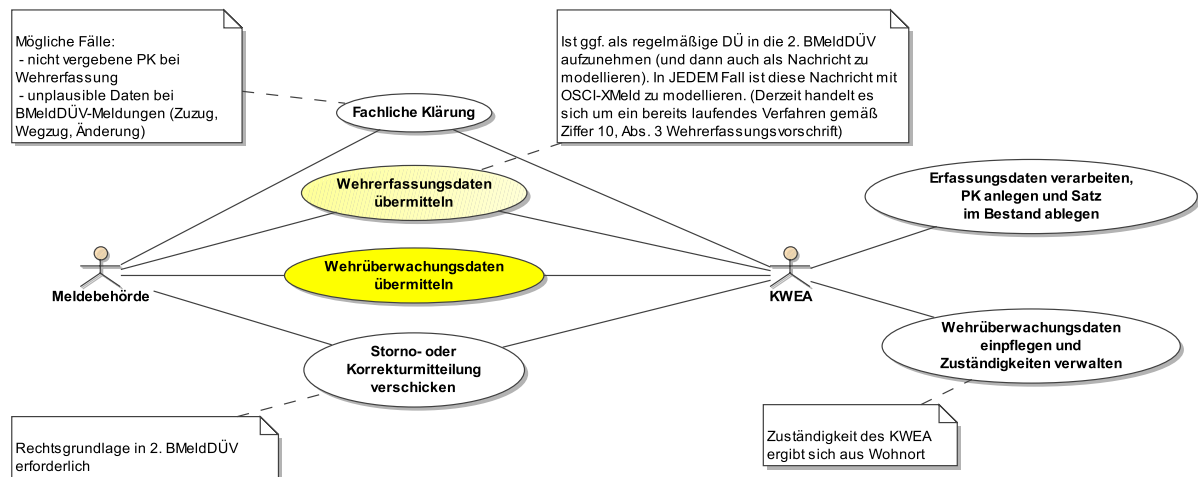 Mögliche Fälle:
- nicht vergebene PK bei
Wehrerfassung
- unplausible Daten bei
BMeldDÜV-Meldungen (Zuzug,
Wegzug, Änderung)
Ist ggf. als regelmäßige DÜ in die 2. BMeldDÜV
aufzunehmen (und dann auch als Nachricht zu
modellieren). In JEDEM Fall ist diese Nachricht mit
OSCI-XMeld zu modellieren. (Derzeit handelt es
sich um ein bereits laufendes Verfahren gemäß
Ziffer 10, Abs. 3 Wehrerfassungsvorschrift)
Fachliche Klärung
Wehrerfassungsdaten
übermitteln
Erfassungsdaten verarbeiten,
PK anlegen und Satz
im Bestand ablegen
Meldebehörde
Wehrüberwachungsdaten
übermitteln
KWEA
Storno- oder
Korrekturmitteilung
verschicken
Wehrüberwachungsdaten
einpflegen und
Zuständigkeiten verwalten
Rechtsgrundlage in 2. BMeldDÜV
erforderlich
Zuständigkeit des KWEA
ergibt sich aus Wohnort